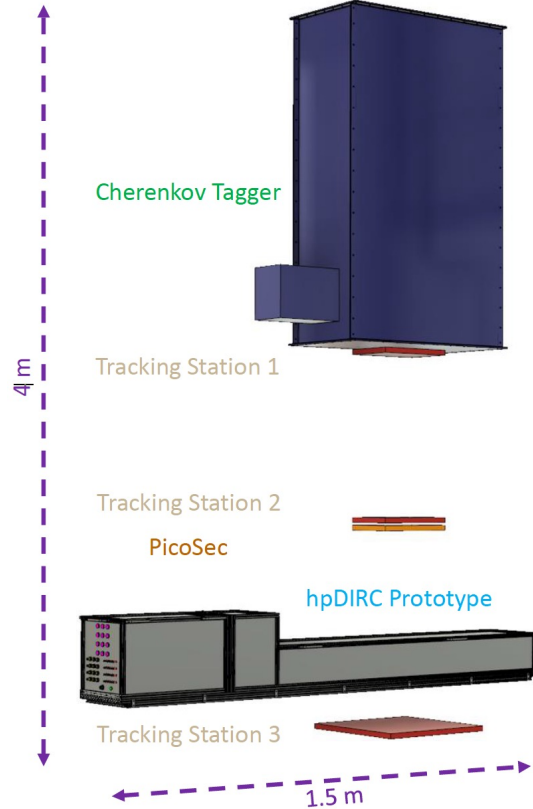 Cherenkov Tagger
Tracking Station 1
4 m
Tracking Station 2
PicoSec
hpDIRC Prototype
Tracking Station 3
1.5 m